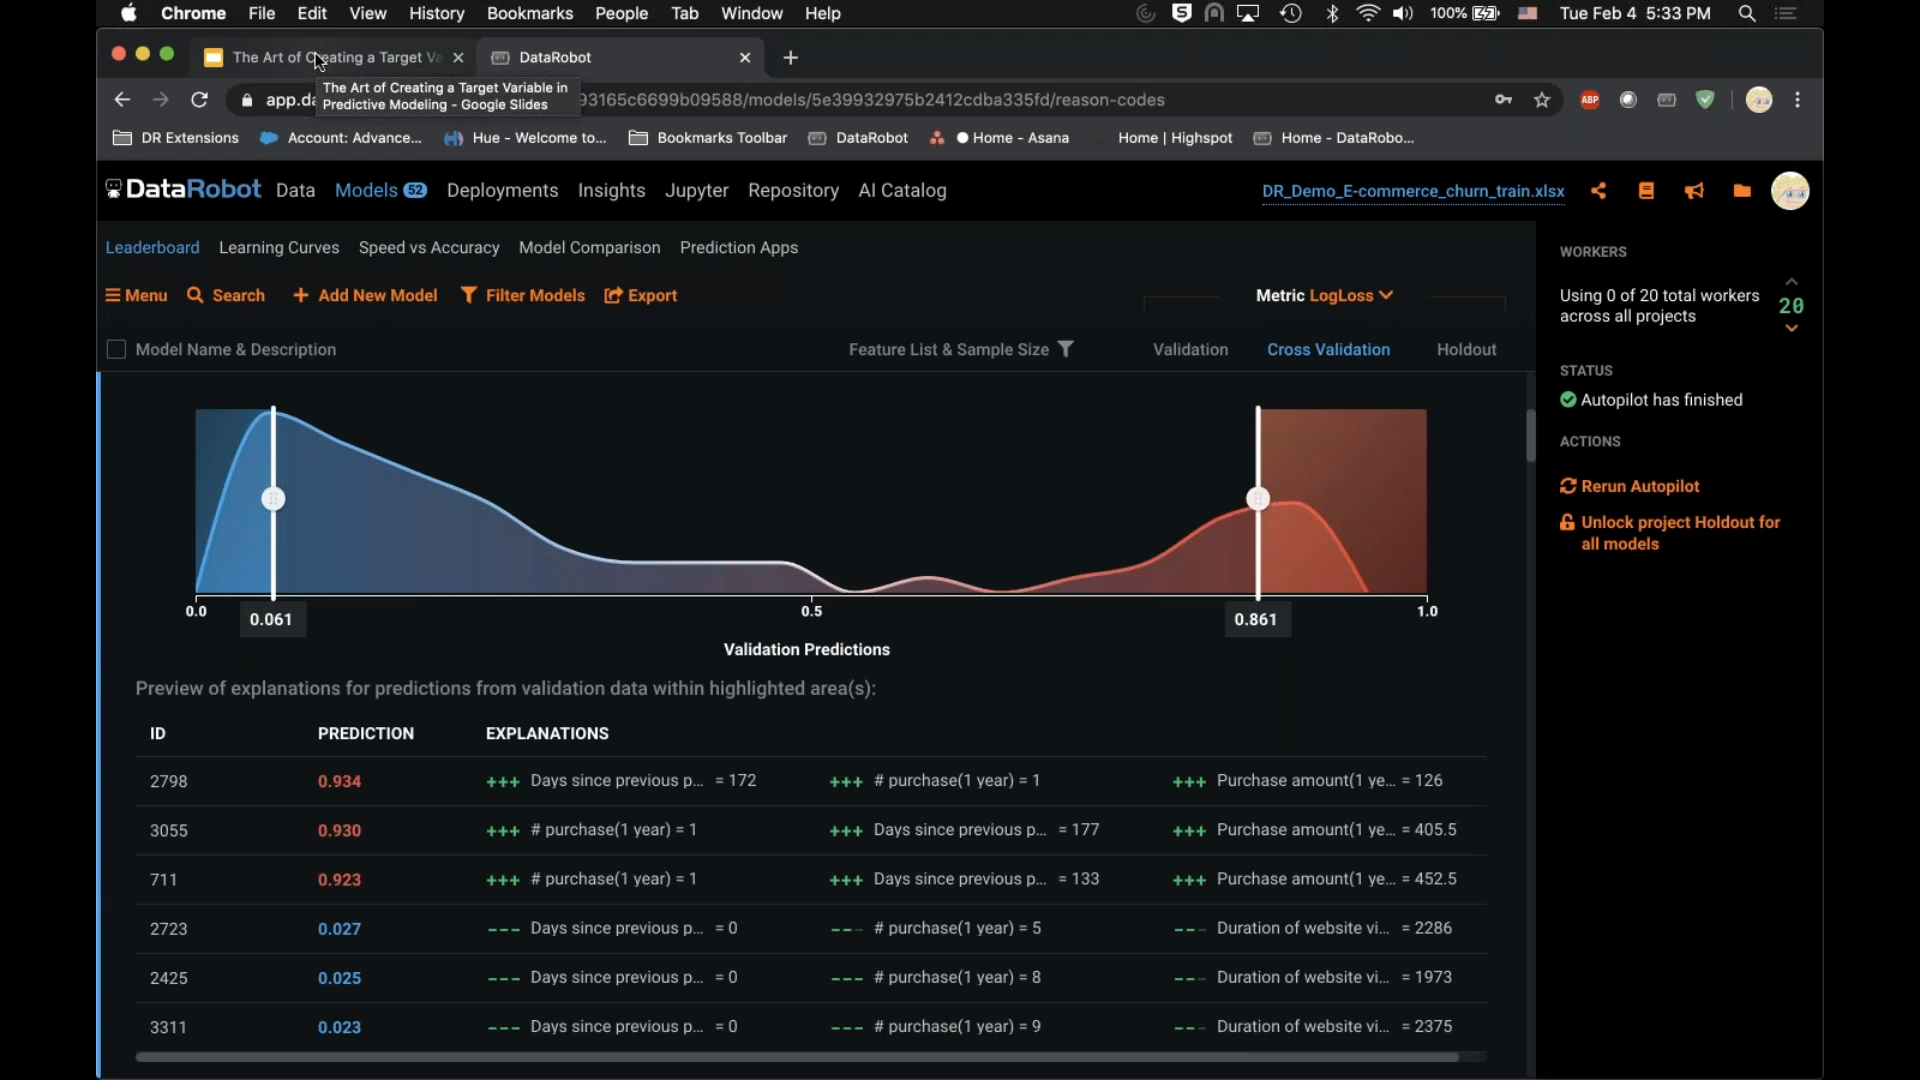 Chrome File Edit View History Bookmarks People Tab Window Help 100% Tue Feb 4 5:33 PM
The Art of Creating a Target Va DataRobot
The Art of Creating a Target Variable in
Predictive Modeling - Google Slides
app.da 93165c6699b09588/models/5e39932975b2412cdba335fd/reason-codes ABP
DR Extensions Account: Advance... Hue - Welcome to... Bookmarks Toolbar DataRobot Home - Asana Home | Highspot Home - DataRobo...
DataRobot Data Models 52 Deployments Insights Jupyter Repository AI Catalog DR_Demo_E-commerce_churn_train.xlsx
Leaderboard Learning Curves Speed vs Accuracy Model Comparison Prediction Apps
Menu Search + Add New Model Filter Models Export Metric LogLoss
Model Name & Description Feature List & Sample Size Validation Cross Validation Holdout
WORKERS
Using 0 of 20 total workers
across all projects
20
STATUS
Autopilot has finished
ACTIONS
Rerun Autopilot
Unlock project Holdout for
all models
0.0 0.5 1.0
0.061 0.861
Validation Predictions
Preview of explanations for predictions from validation data within highlighted area(s):
ID PREDICTION EXPLANATIONS
2798 0.934 +++ Days since previous p... = 172 +++ # purchase(1 year) = 1 +++ Purchase amount(1 ye... = 126
3055 0.930 +++ # purchase(1 year) = 1 +++ Days since previous p... = 177 +++ Purchase amount(1 ye... = 405.5
711 0.923 +++ # purchase(1 year) = 1 +++ Days since previous p... = 133 +++ Purchase amount(1 ye... = 452.5
2723 0.027 --- Days since previous p... = 0 --- # purchase(1 year) = 5 --- Duration of website vi... = 2286
2425 0.025 --- Days since previous p... = 0 --- # purchase(1 year) = 8 --- Duration of website vi... = 1973
3311 0.023 --- Days since previous p... = 0 --- # purchase(1 year) = 9 --- Duration of website vi... = 2375